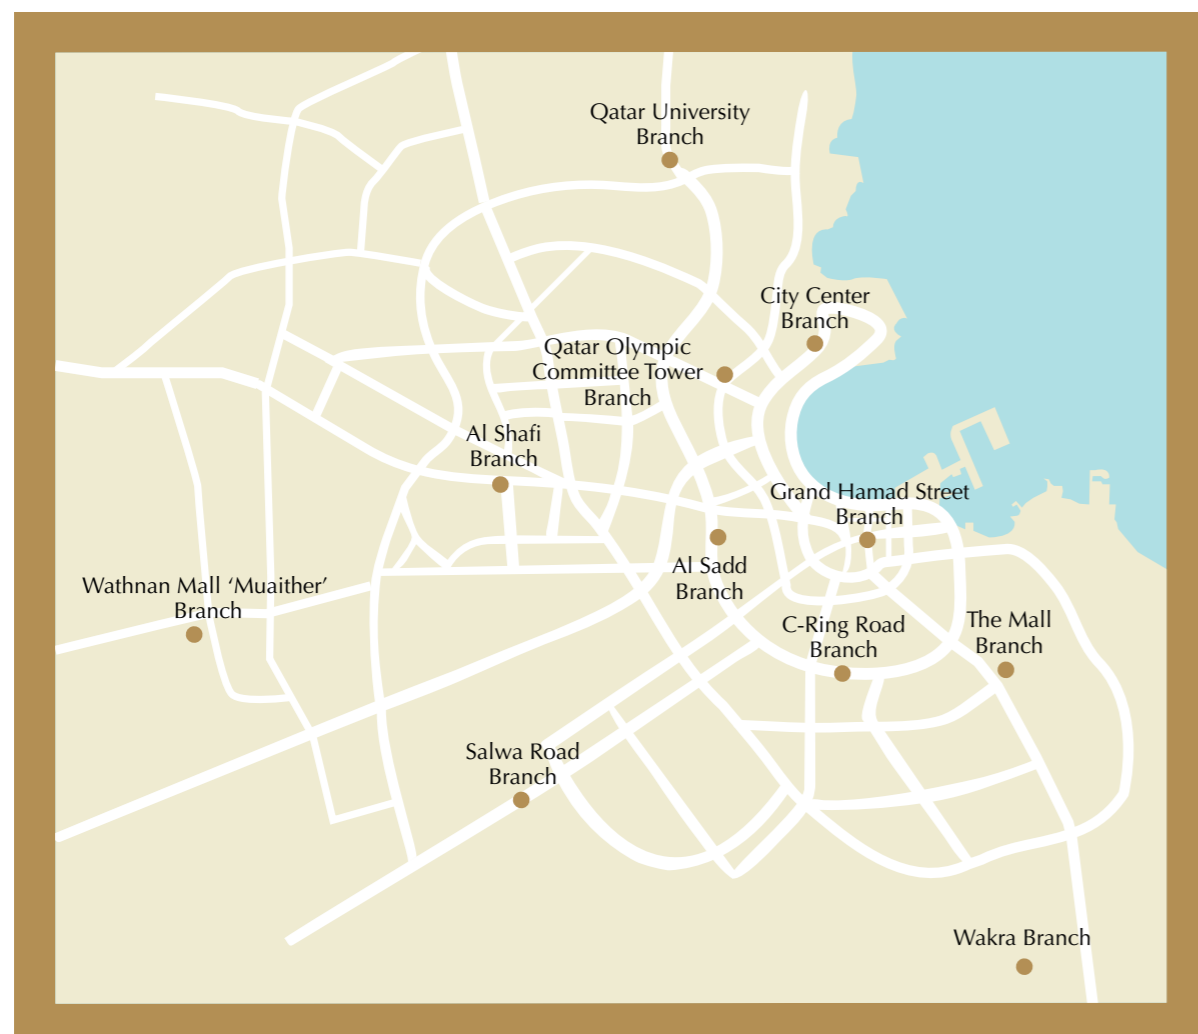 Qatar University
Branch
City Center
Branch
Qatar Olympic
Committee Tower
Branch
Al Shafi
Branch
Grand Hamad Street
Branch
Al Sadd
Branch
Wathnan Mall ‘Muaither’
Branch
C-Ring Road
Branch
The Mall
Branch
Salwa Road
Branch
Wakra Branch